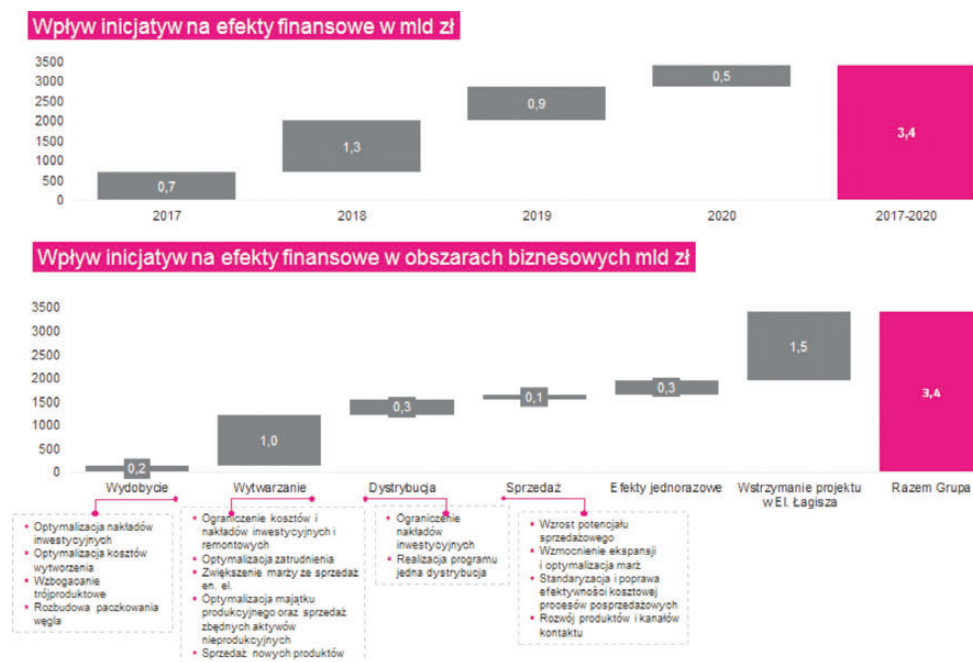 Wpływ inicjatyw na efekty finansowe w mld zł
3500
3000
2500
2000
1500
1000
500
0
0,7
1,3
0,9
0,5
3,4
2017
2018
2019
2020
2017-2020
Wpływ inicjatyw na efekty finansowe w obszarach biznesowych mld zł
3500
3000
2500
2000
1500
1000
500
0
0,2
1,0
0,3
0,1
0,3
1,5
3,4
Wydobycie
Wytwarzanie
Dystrybucja
Sprzedaż
Efekty jednorazowe
Wstrzymanie projektu
w El. Łagisza
Razem Grupa
• Optymalizacja nakładów
inwestycyjnych
• Optymalizacja kosztów
wytworzenia
• Wzbogacanie
trójproduktowe
• Rozbudowa paczkowania
węgla
• Ograniczenie kosztów i
nakładów inwestycyjnych i
remontowych
• Optymalizacja zatrudnienia
• Zwiększenie marży ze sprzedaż
en. el.
• Optymalizacja majątku
produkcyjnego oraz sprzedaż
zbędnych aktywów
nieprodukcyjnych
• Sprzedaż nowych produktów
• Ograniczenie
nakładów
inwestycyjnych
• Realizacja programu
jedna dystrybucja
• Wzrost potencjału
sprzedażowego
• Wzmocnienie ekspansji
i optymalizacja marż
• Standaryzacja i poprawa
efektywności kosztowej
procesów posprzedażowych
• Rozwój produktów i kanałów
kontaktu